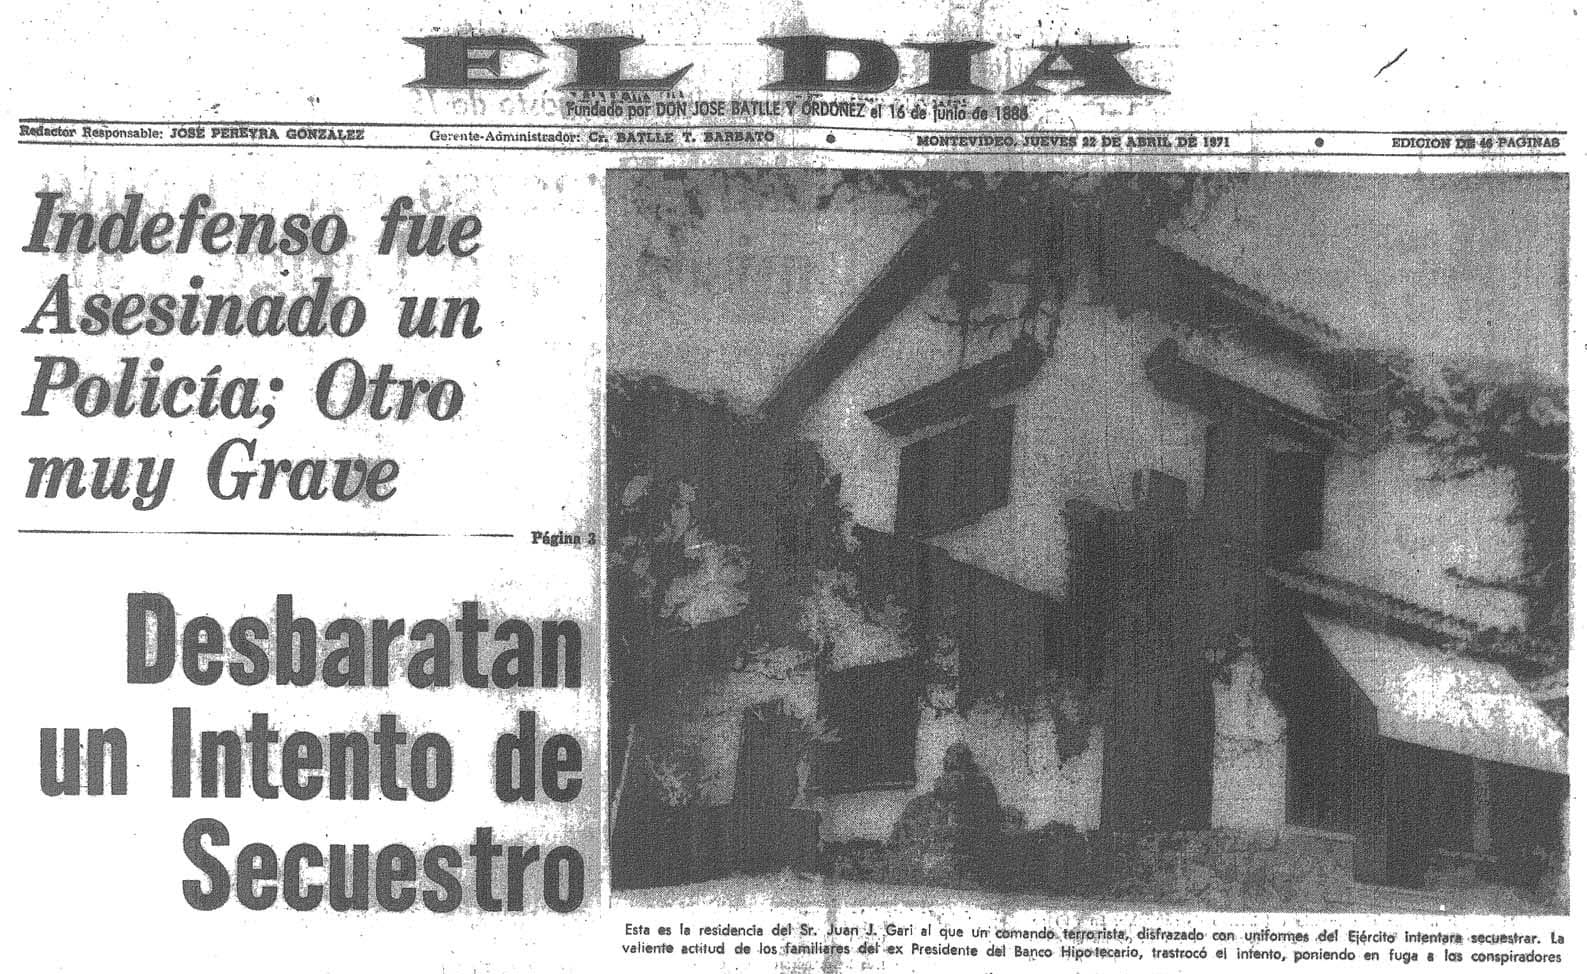 EL DIA
Fundado por DON JOSE BATLLE Y ORDOÑEZ el 16 de junio de 1886
Redactor Responsable: JOSÉ PEREYRA GONZÁLEZ
Gerente-Administrador: Cr. BATLLE T. BARBATO
MONTEVIDEO, JUEVES 22 DE ABRIL DE 1971
EDICION DE 46 PAGINAS
Indefenso fue
Asesinado un
Policía; Otro
muy Grave
Página 3
Desbaratan
un Intento de
Secuestro
Esta es la residencia del Sr. Juan J. Gari al que un comando terrorista, disfrazado con uniformes del Ejército intentara secuestrar. La
valiente actitud de los familiares del ex Presidente del Banco Hipotecario, trastrocó el intento, poniendo en fuga a los conspiradores